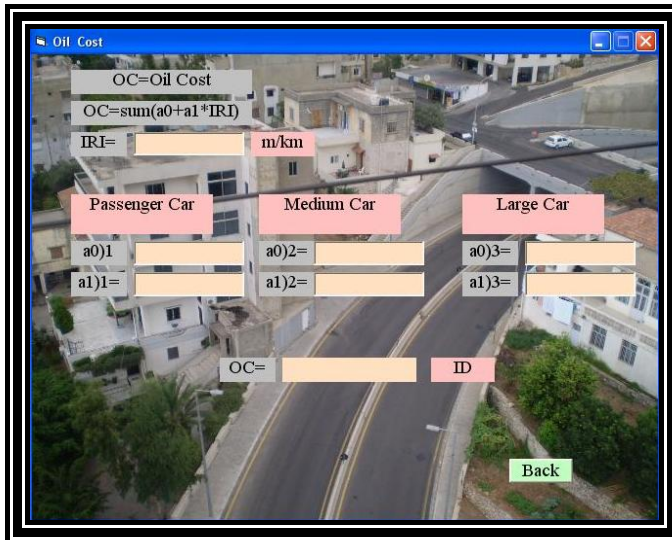 Oil Cost
OC=Oil Cost
OC=sum(a0+a1*IRI)
IRI= m/km
Passenger Car Medium Car Large Car
a0)1 a0)2= a0)3=
a1)1= a1)2= a1)3=
OC= ID
Back